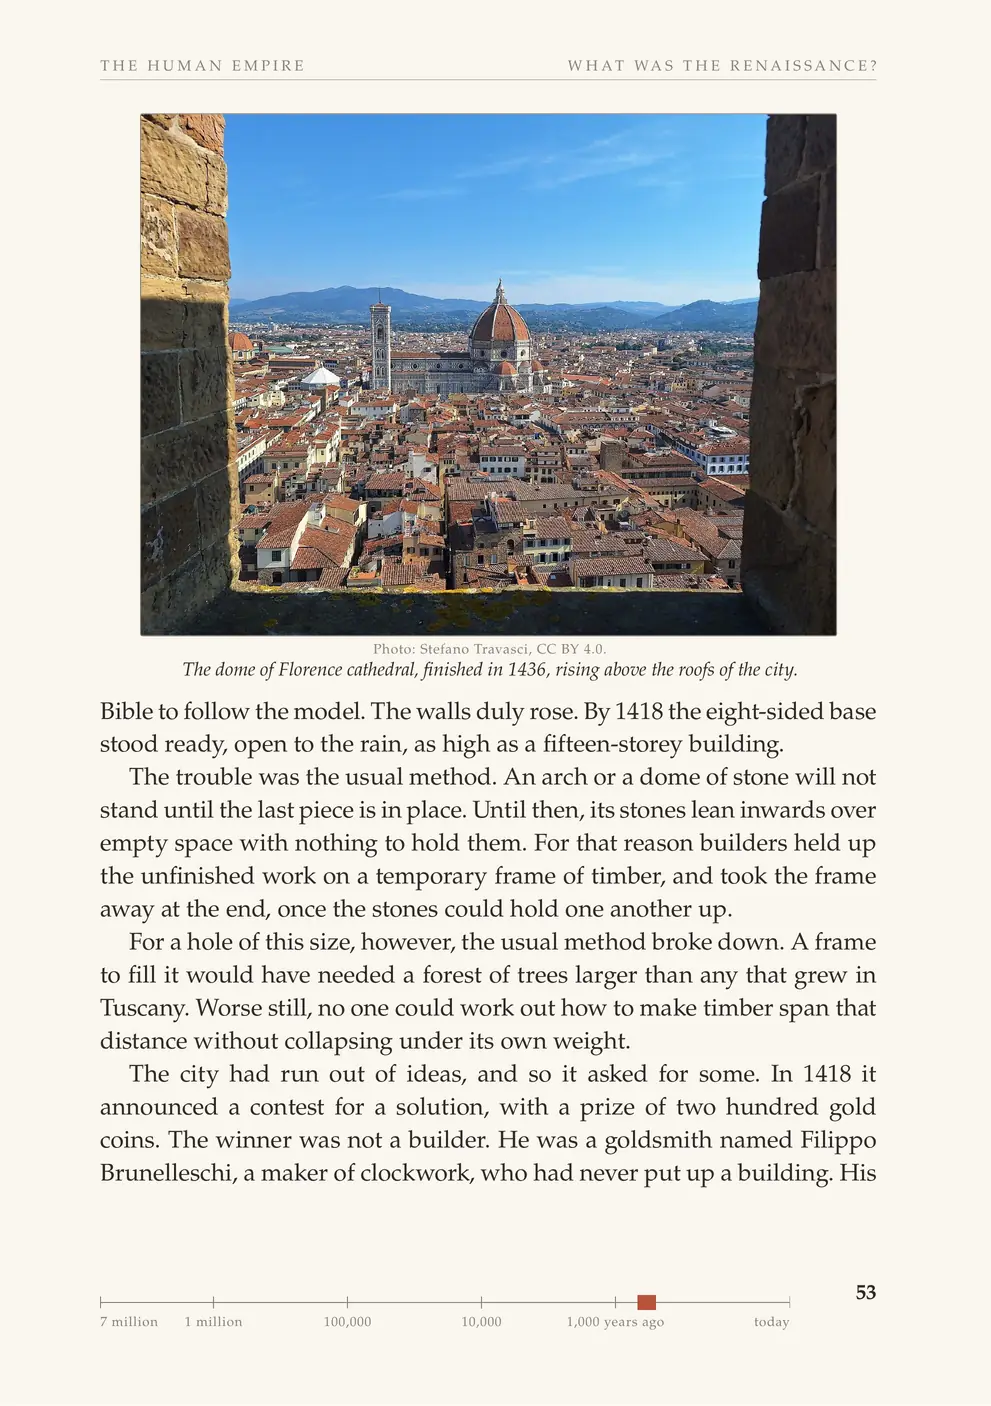 THE HUMAN EMPIRE
WHAT WAS THE RENAISSANCE?
Photo: Stefano Travasci, CC BY 4.0.
The dome of Florence cathedral, finished in 1436, rising above the roofs of the city.
Bible to follow the model. The walls duly rose. By 1418 the eight-sided base
stood ready, open to the rain, as high as a fifteen-storey building.
The trouble was the usual method. An arch or a dome of stone will not
stand until the last piece is in place. Until then, its stones lean inwards over
empty space with nothing to hold them. For that reason builders held up
the unfinished work on a temporary frame of timber, and took the frame
away at the end, once the stones could hold one another up.
For a hole of this size, however, the usual method broke down. A frame
to fill it would have needed a forest of trees larger than any that grew in
Tuscany. Worse still, no one could work out how to make timber span that
distance without collapsing under its own weight.
The city had run out of ideas, and so it asked for some. In 1418 it
announced a contest for a solution, with a prize of two hundred gold
coins. The winner was not a builder. He was a goldsmith named Filippo
Brunelleschi, a maker of clockwork, who had never put up a building. His
53
7 million
1 million
100,000
10,000
1,000 years ago
today